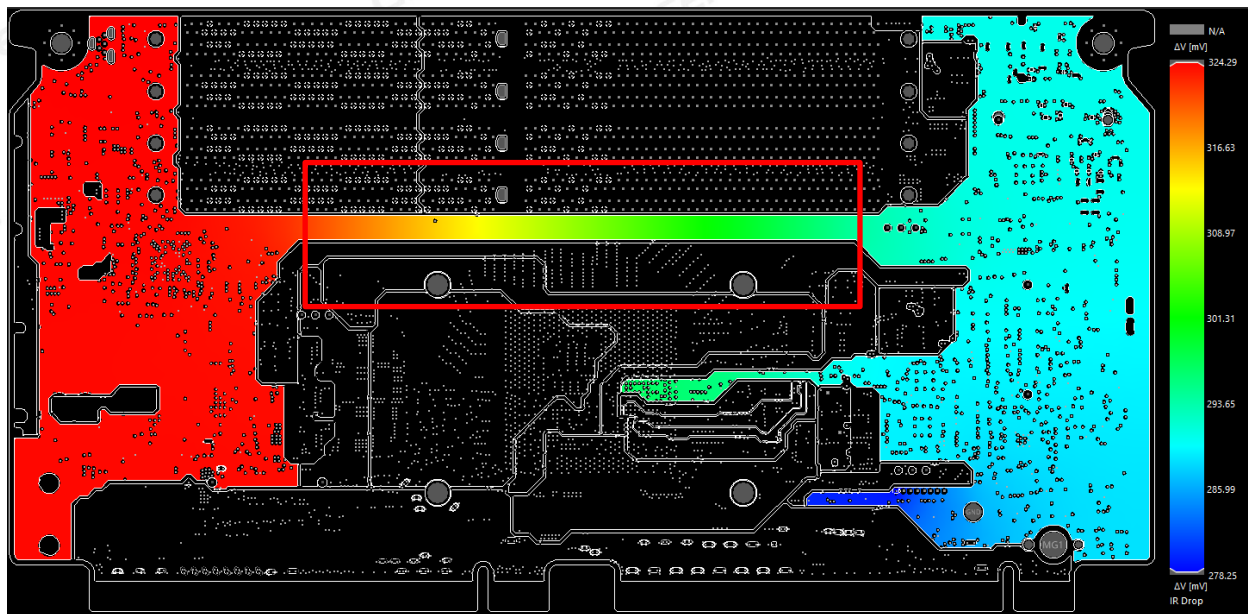 N/A
ΔV [mV]
324.29
316.63
308.97
301.31
293.65
285.99
278.25
ΔV [mV]
IR Drop
GND
MG1